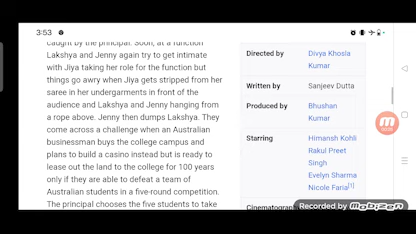 3:53
caught by the principal. Soon, at a function
Lakshya and Jenny again try to get intimate
with Jiya taking her role for the function but
things go awry when Jiya gets stripped from her
saree in her undergarments in front of the
audience and Lakshya and Jenny hanging from
a rope above. Jenny then dumps Lakshya. They
come across a challenge when an Australian
businessman buys the college campus and
plans to build a casino instead but is ready to
lease out the land to the college for 100 years
only if they are able to defeat a team of
Australian students in a five-round competition.
The principal chooses the five students to take
Directed by
Divya Khosla
Kumar
Written by
Sanjeev Dutta
Produced by
Bhushan
Kumar
Starring
Himansh Kohli
Rakul Preet
Singh
Evelyn Sharma
Nicole Faria[1]
Cinematography
Recorded by mobizen